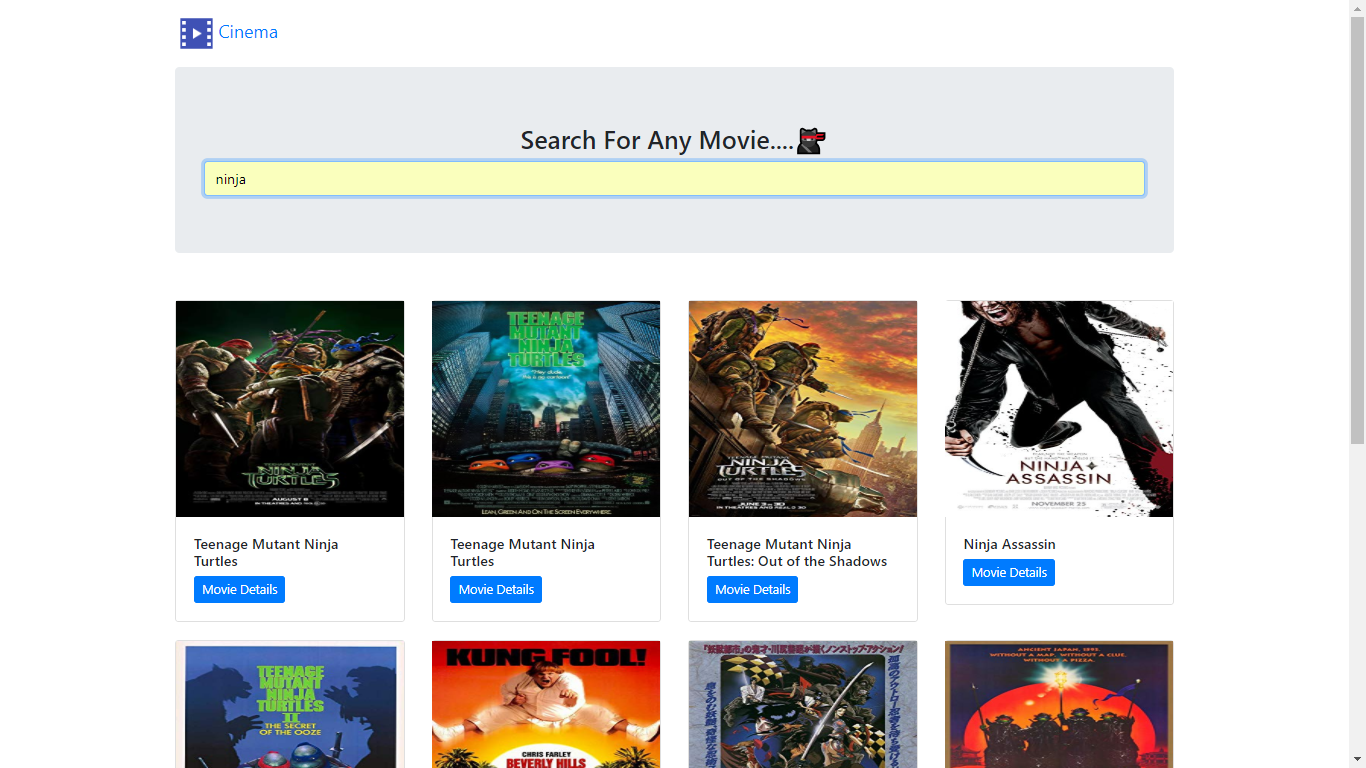 Cinema
Search For Any Movie....
ninja
TEENAGE MUTANT
NINJA
TURTLES
AUGUST 8
IN THEATRES AND 3D
TEENAGE
MUTANT
NINJA
TURTLES
"Hey dude,
this is no cartoon."
LEAN, GREEN AND ON THE SCREEN EVERYWHERE.
TEENAGE MUTANT
NINJA
TURTLES
OUT OF THE SHADOWS
JUNE 3
IN THEATRES AND REAL D 3D
NINJA
ASSASSIN
NOVEMBER 25
Teenage Mutant Ninja
Turtles
Movie Details
Teenage Mutant Ninja
Turtles
Movie Details
Teenage Mutant Ninja
Turtles: Out of the Shadows
Movie Details
Ninja Assassin
Movie Details
TEENAGE
MUTANT
NINJA
TURTLES
II
THE SECRET
OF THE OOZE
KUNG FOOL!
CHRIS FARLEY
BEVERLY HILLS
ANCIENT JAPAN, 1593.
WITHOUT A MAP. WITHOUT A CLUE.
WITHOUT A PIZZA.